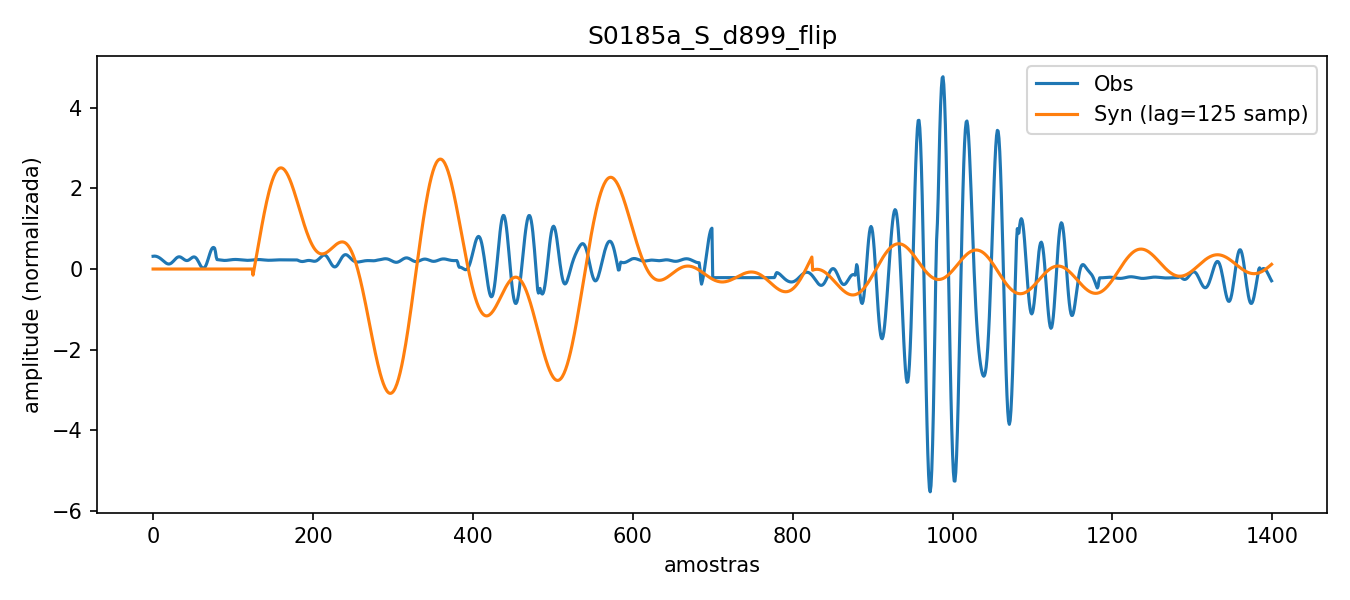 S0185a_S_d899_flip
Obs
Syn (lag=125 samp)
amplitude (normalizada)
4
2
0
−2
−4
−6
0 200 400 600 800 1000 1200 1400
amostras